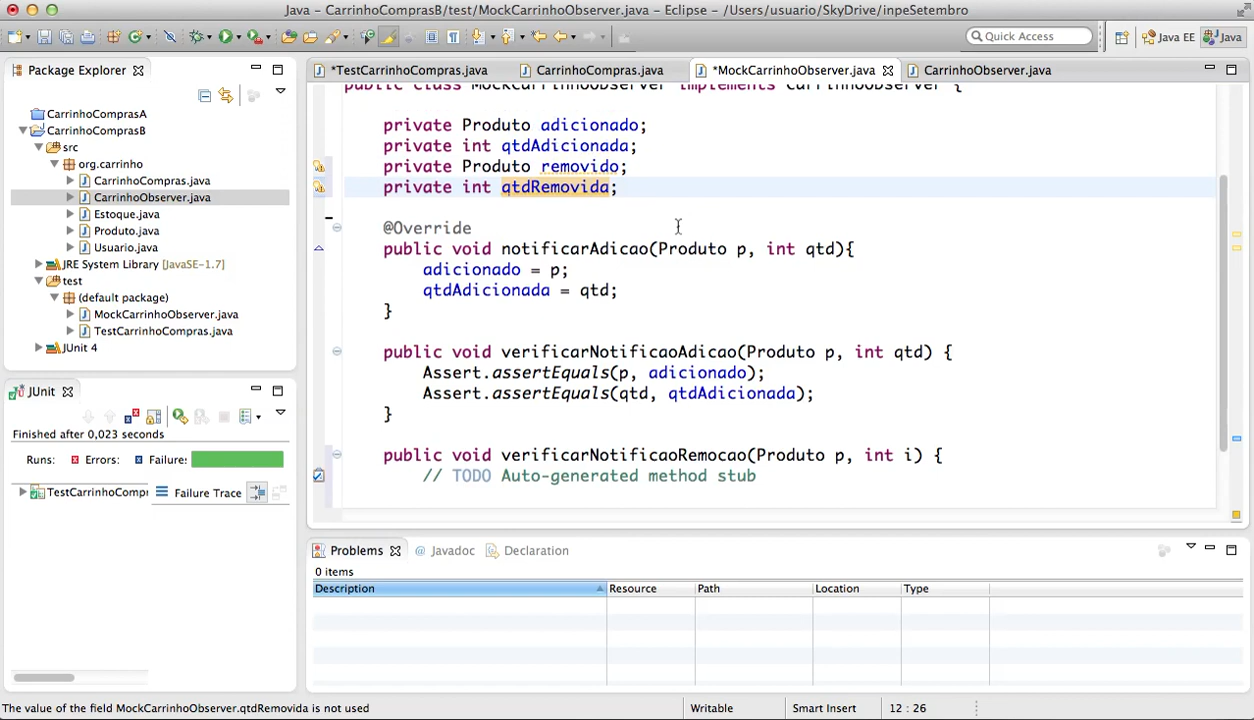 Java - CarrinhoComprasB/test/MockCarrinhoObserver.java - Eclipse - /Users/usuario/SkyDrive/inpeSetembro
Quick Access
Java EE
Java
Package Explorer
CarrinhoComprasA
CarrinhoComprasB
src
org.carrinho
CarrinhoCompras.java
CarrinhoObserver.java
Estoque.java
Produto.java
Usuario.java
JRE System Library [JavaSE-1.7]
test
(default package)
MockCarrinhoObserver.java
TestCarrinhoCompras.java
JUnit 4
*TestCarrinhoCompras.java
CarrinhoCompras.java
*MockCarrinhoObserver.java
CarrinhoObserver.java
public class MockCarrinhoObserver implements CarrinhoObserver {
private Produto adicionado;
private int qtdAdicionada;
private Produto removido;
private int qtdRemovida;
@Override
public void notificarAdicao(Produto p, int qtd){
adicionado = p;
qtdAdicionada = qtd;
}
public void verificarNotificaoAdicao(Produto p, int qtd) {
Assert.assertEquals(p, adicionado);
Assert.assertEquals(qtd, qtdAdicionada);
}
public void verificarNotificaoRemocao(Produto p, int i) {
// TODO Auto-generated method stub
JUnit
Finished after 0,023 seconds
Runs:
Errors:
Failure:
TestCarrinhoCompr
Failure Trace
Problems
@ Javadoc
Declaration
0 items
Description
Resource
Path
Location
Type
The value of the field MockCarrinhoObserver.qtdRemovida is not used
Writable
Smart Insert
12 : 26